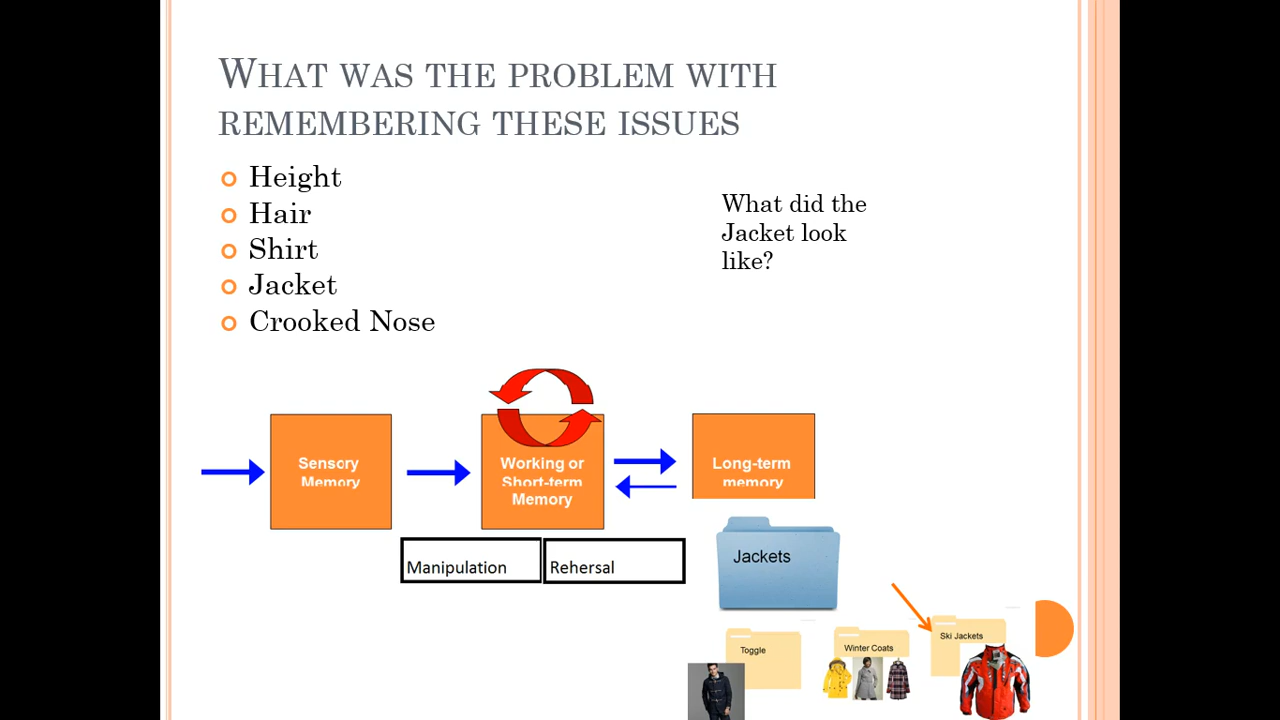 What was the problem with
remembering these issues
Height
Hair
Shirt
Jacket
Crooked Nose
What did the
Jacket look
like?
Sensory
Memory
Working or
Short-term
Memory
Long-term
memory
Manipulation
Rehersal
Jackets
Toggle
Winter Coats
Ski Jackets